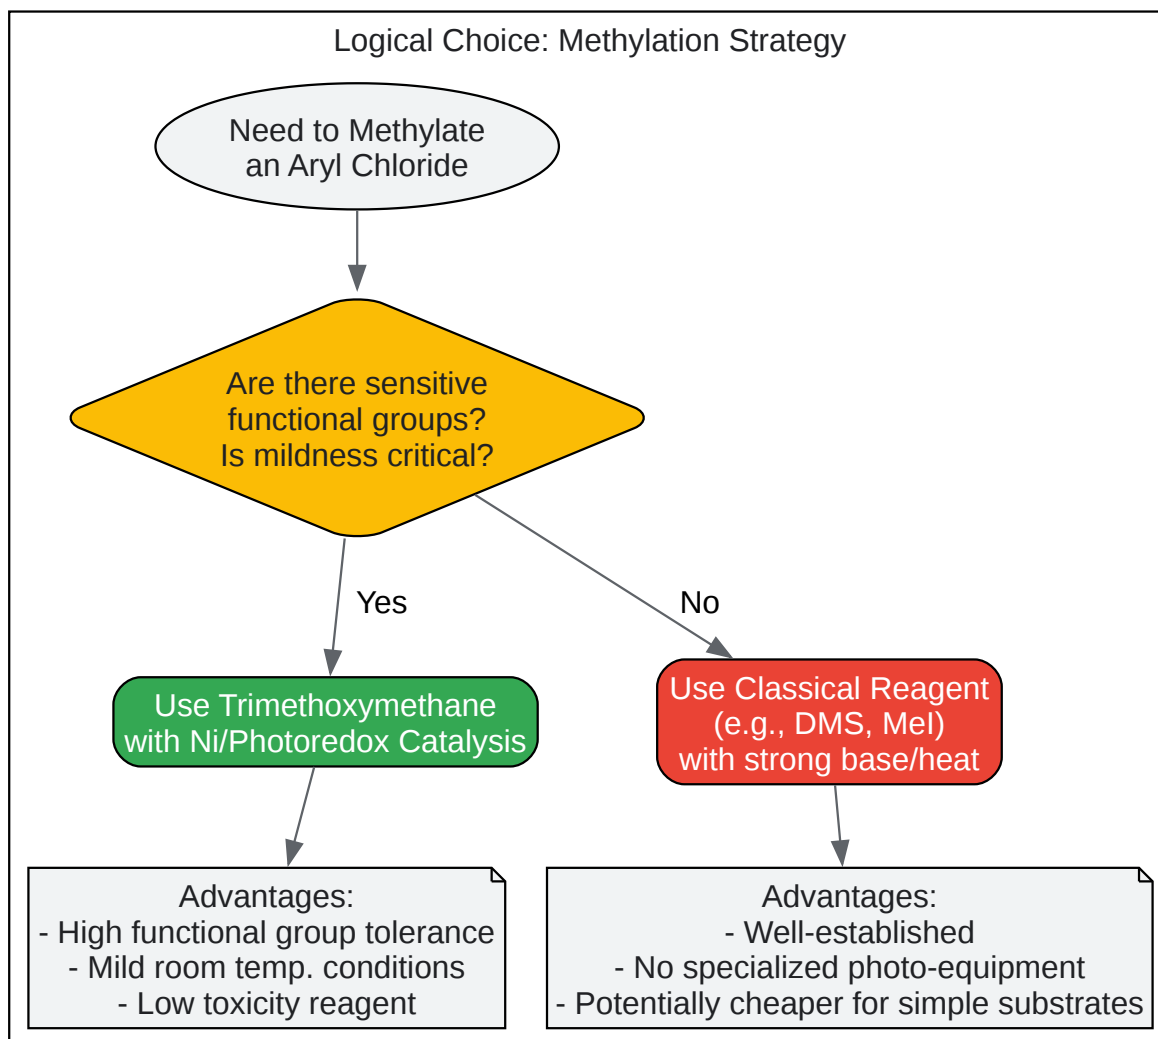 Logical Choice: Methylation Strategy
Need to Methylate
an Aryl Chloride
Are there sensitive
functional groups?
Is mildness critical?
Yes
No
Use Trimethoxymethane
with Ni/Photoredox Catalysis
Use Classical Reagent
(e.g., DMS, MeI)
with strong base/heat
Advantages:
- High functional group tolerance
- Mild room temp. conditions
- Low toxicity reagent
Advantages:
- Well-established
- No specialized photo-equipment
- Potentially cheaper for simple substrates